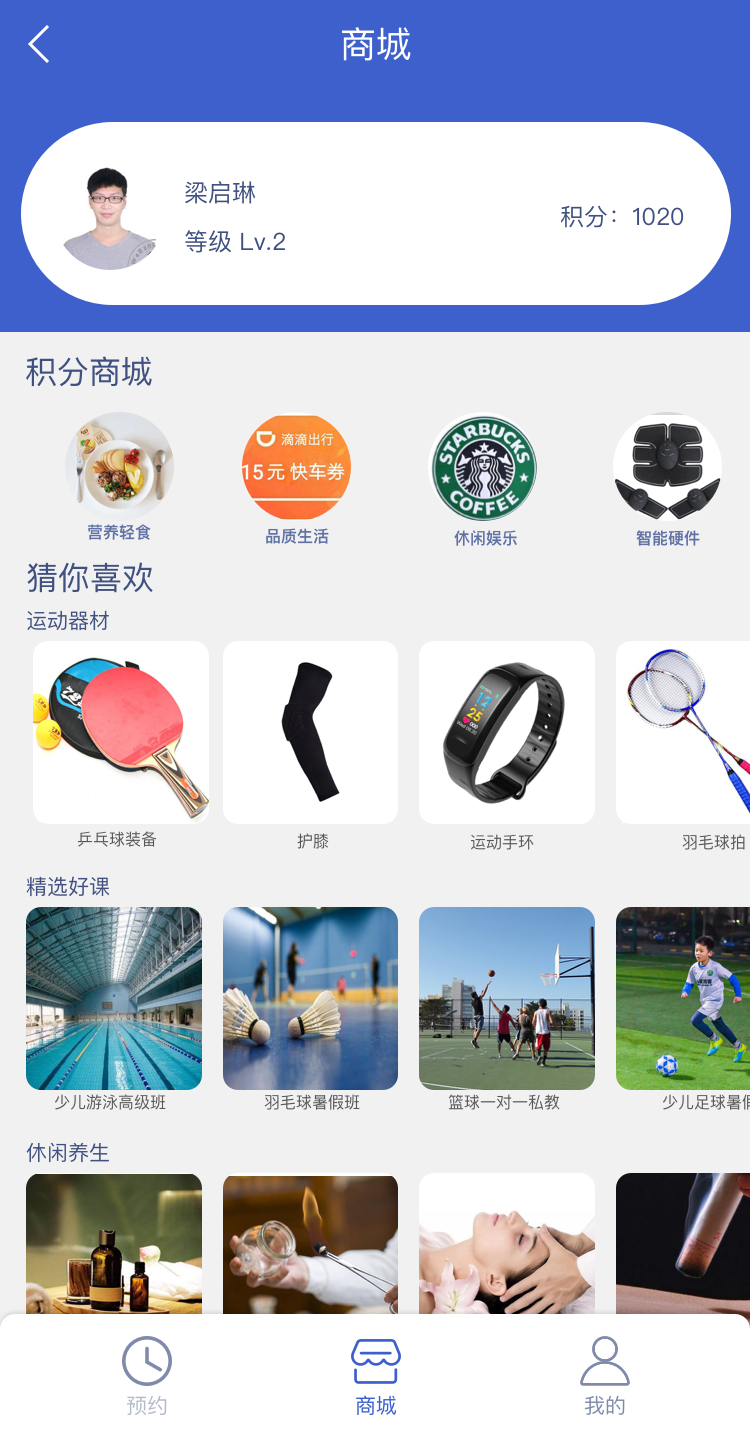 商城
梁启琳
等级 Lv.2
积分：1020
积分商城
滴滴出行
15元 快车券
STARBUCKS
COFFEE
营养轻食
品质生活
休闲娱乐
智能硬件
猜你喜欢
运动器材
乒乓球装备
护膝
运动手环
羽毛球拍
精选好课
少儿游泳高级班
羽毛球暑假班
篮球一对一私教
少儿足球暑假
休闲养生
预约
商城
我的